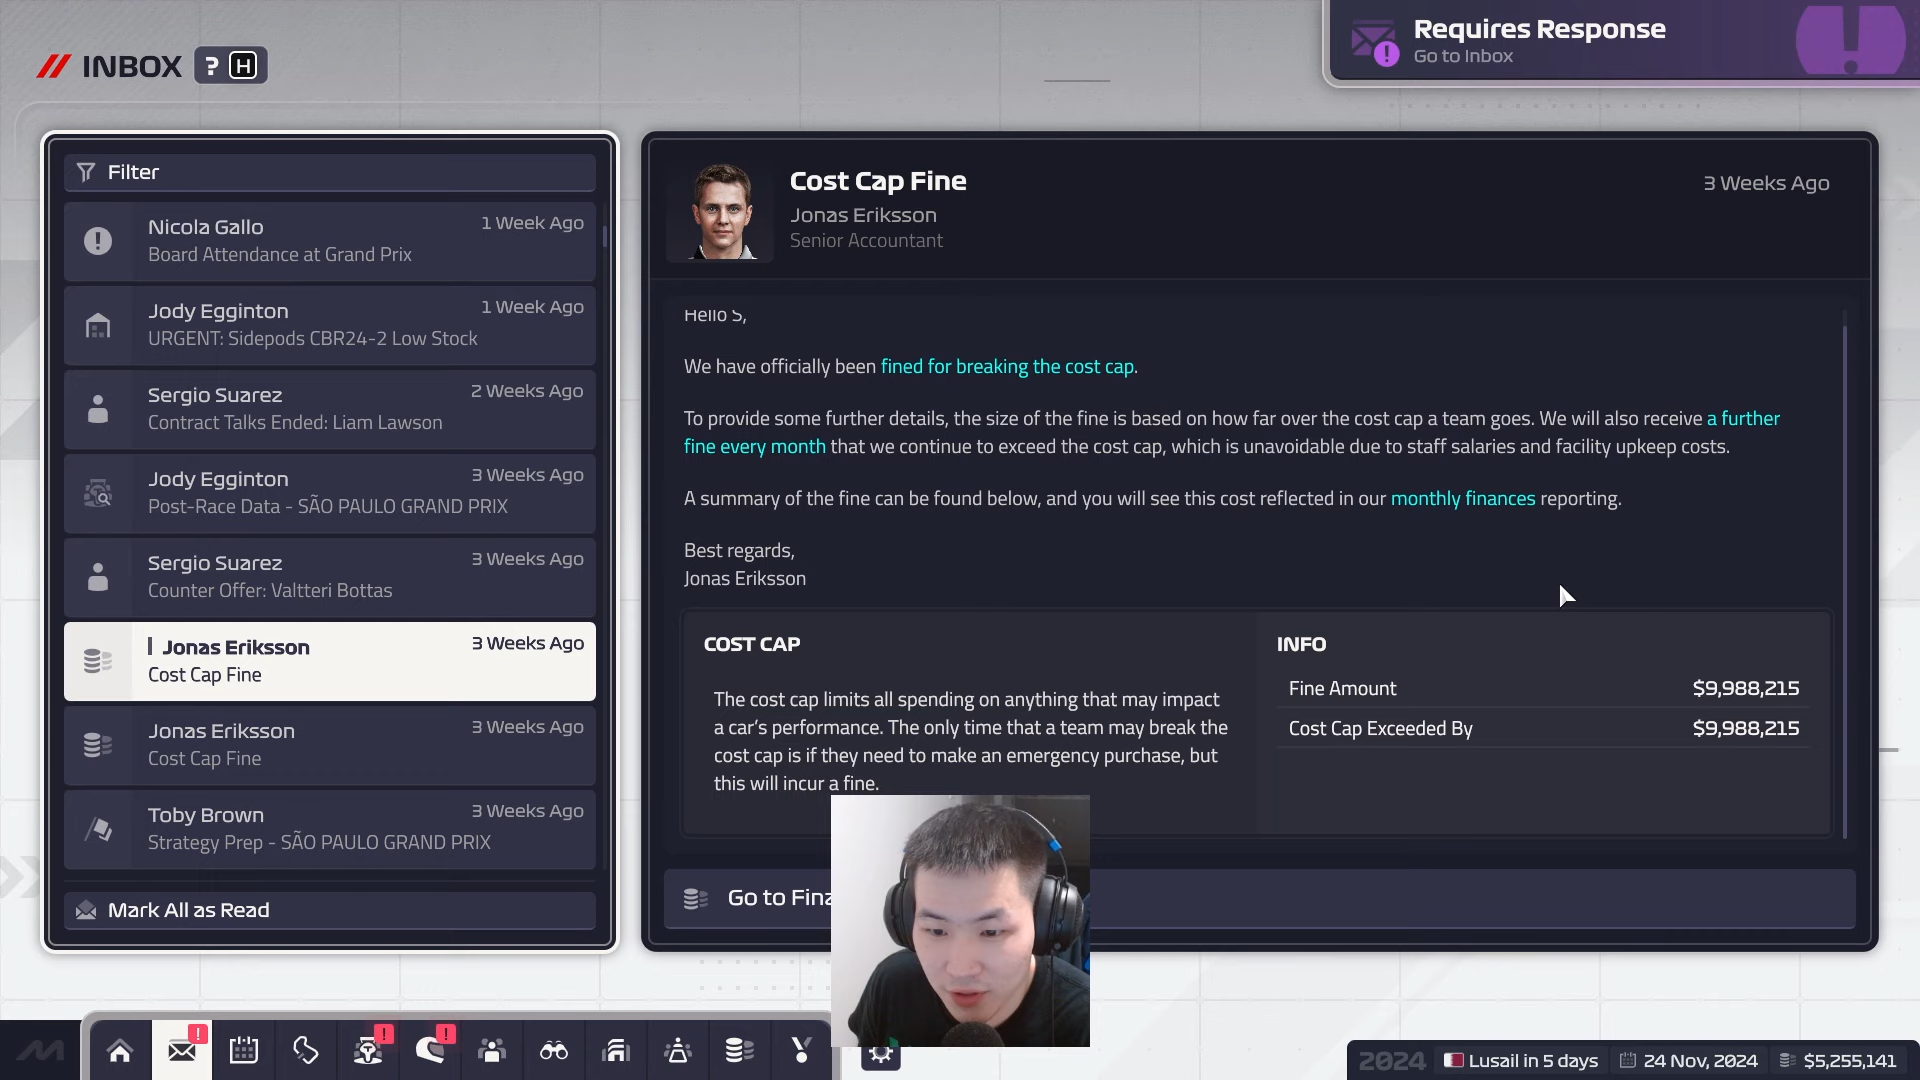 INBOX ? H
Requires Response
Go to Inbox
Filter
Nicola Gallo 1 Week Ago
Board Attendance at Grand Prix
Jody Egginton 1 Week Ago
URGENT: Sidepods CBR24-2 Low Stock
Sergio Suarez 2 Weeks Ago
Contract Talks Ended: Liam Lawson
Jody Egginton 3 Weeks Ago
Post-Race Data - SÃO PAULO GRAND PRIX
Sergio Suarez 3 Weeks Ago
Counter Offer: Valtteri Bottas
Jonas Eriksson 3 Weeks Ago
Cost Cap Fine
Jonas Eriksson 3 Weeks Ago
Cost Cap Fine
Toby Brown 3 Weeks Ago
Strategy Prep - SÃO PAULO GRAND PRIX
Mark All as Read
Cost Cap Fine 3 Weeks Ago
Jonas Eriksson
Senior Accountant
Hello S,
We have officially been fined for breaking the cost cap.
To provide some further details, the size of the fine is based on how far over the cost cap a team goes. We will also receive a further
fine every month that we continue to exceed the cost cap, which is unavoidable due to staff salaries and facility upkeep costs.
A summary of the fine can be found below, and you will see this cost reflected in our monthly finances reporting.
Best regards,
Jonas Eriksson
COST CAP
The cost cap limits all spending on anything that may impact
a car's performance. The only time that a team may break the
cost cap is if they need to make an emergency purchase, but
this will incur a fine.
INFO
Fine Amount $9,988,215
Cost Cap Exceeded By $9,988,215
Go to
2024 Lusail in 5 days 24 Nov, 2024 $5,255,141